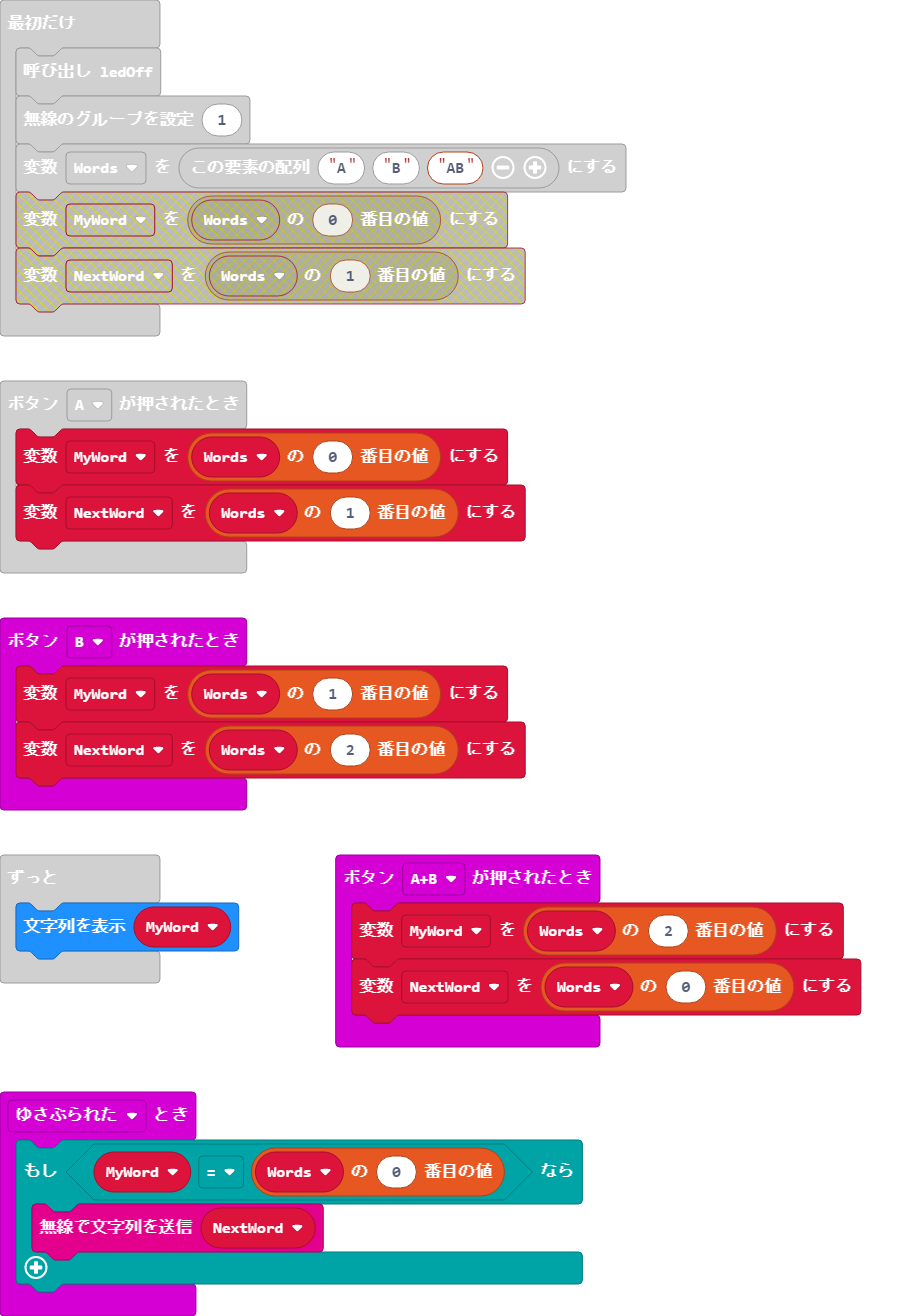 最初だけ
呼び出し ledOff
無線のグループを設定 1
変数 Words を この要素の配列 "A" "B" "AB" にする
変数 MyWord を Words の 0 番目の値 にする
変数 NextWord を Words の 1 番目の値 にする
ボタン A が押されたとき
変数 MyWord を Words の 0 番目の値 にする
変数 NextWord を Words の 1 番目の値 にする
ボタン B が押されたとき
変数 MyWord を Words の 1 番目の値 にする
変数 NextWord を Words の 2 番目の値 にする
ずっと
文字列を表示 MyWord
ボタン A+B が押されたとき
変数 MyWord を Words の 2 番目の値 にする
変数 NextWord を Words の 0 番目の値 にする
ゆさぶられた とき
もし MyWord = Words の 0 番目の値 なら
無線で文字列を送信 NextWord